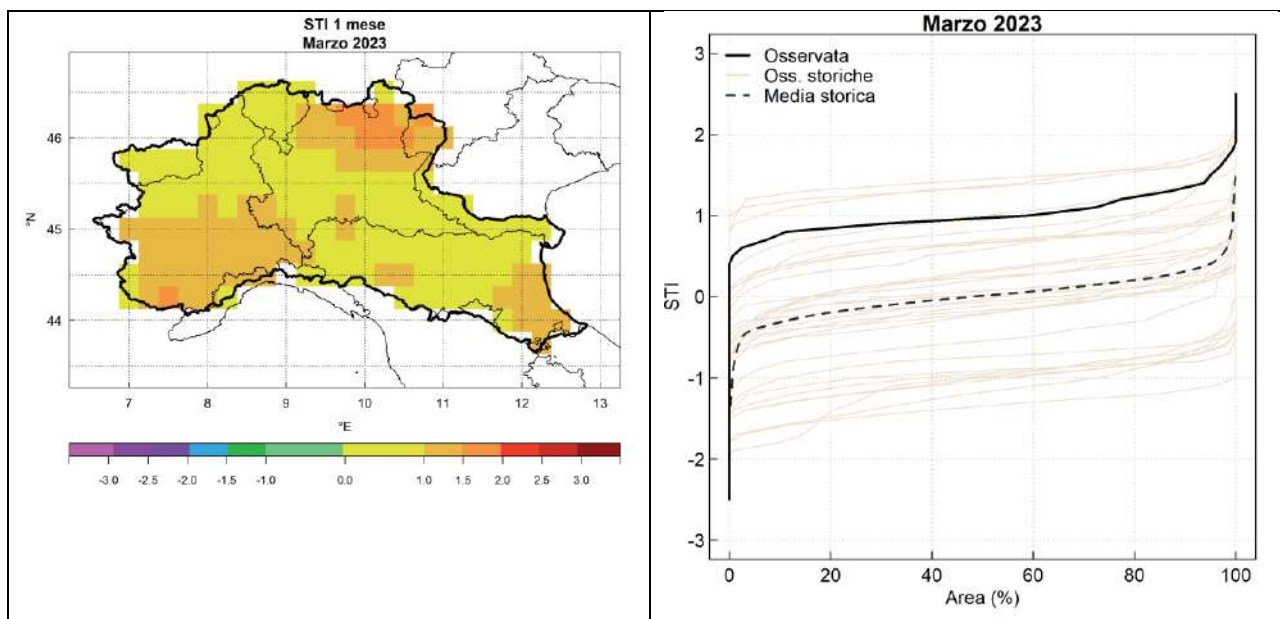 STI 1 mese
Marzo 2023
46
45
44
°N
7 8 9 10 11 12 13
°E
-3.0 -2.5 -2.0 -1.5 -1.0 0.0 1.0 1.5 2.0 2.5 3.0
Marzo 2023
Osservata
Oss. storiche
Media storica
3
2
1
0
-1
-2
-3
STI
0 20 40 60 80 100
Area (%)